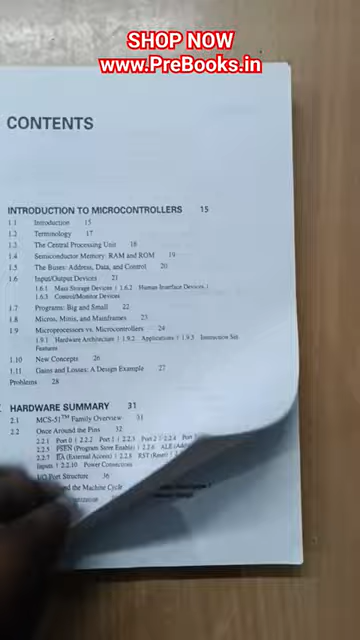 SHOP NOW
www.PreBooks.in
CONTENTS
INTRODUCTION TO MICROCONTROLLERS 15
1.1 Introduction 15
1.2 Terminology 17
1.3 The Central Processing Unit 18
1.4 Semiconductor Memory: RAM and ROM 19
1.5 The Buses: Address, Data, and Control 20
1.6 Input/Output Devices 21
1.6.1 Mass Storage Devices | 1.6.2 Human Interface Devices |
1.6.3 Control/Monitor Devices
1.7 Programs: Big and Small 22
1.8 Micros, Minis, and Mainframes 23
1.9 Microprocessors vs. Microcontrollers 24
1.9.1 Hardware Architecture | 1.9.2 Applications | 1.9.3 Instruction Set
Features
1.10 New Concepts 26
1.11 Gains and Losses: A Design Example 27
Problems 28
HARDWARE SUMMARY 31
2.1 MCS-51™ Family Overview 31
2.2 Once Around the Pins 32
2.2.1 Port 0 | 2.2.2 Port 1 | 2.2.3 Port 2 | 2.2.4 Port
2.2.5 PSEN (Program Store Enable) | 2.2.6 ALE (Addr
2.2.7 EA (External Access) | 2.2.8 RST (Reset) |
Inputs | 2.2.10 Power Connections
I/O Port Structure 36
and the Machine Cycle